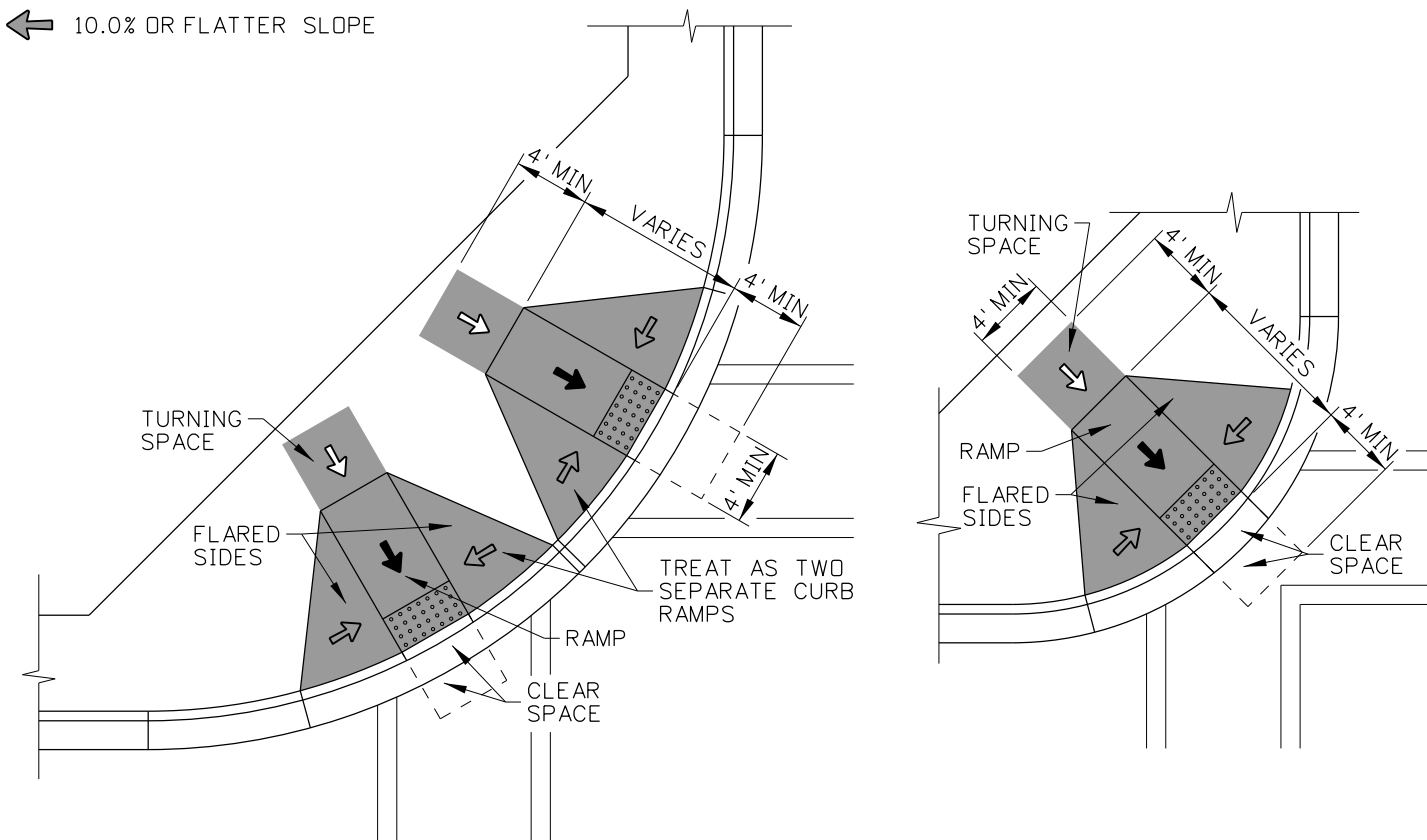 10.0% OR FLATTER SLOPE
4' MIN
VARIES
4' MIN
4' MIN
TURNING
SPACE
FLARED
SIDES
TREAT AS TWO
SEPARATE CURB
RAMPS
RAMP
CLEAR
SPACE
TURNING
SPACE
4' MIN
4' MIN
VARIES
4' MIN
RAMP
FLARED
SIDES
CLEAR
SPACE